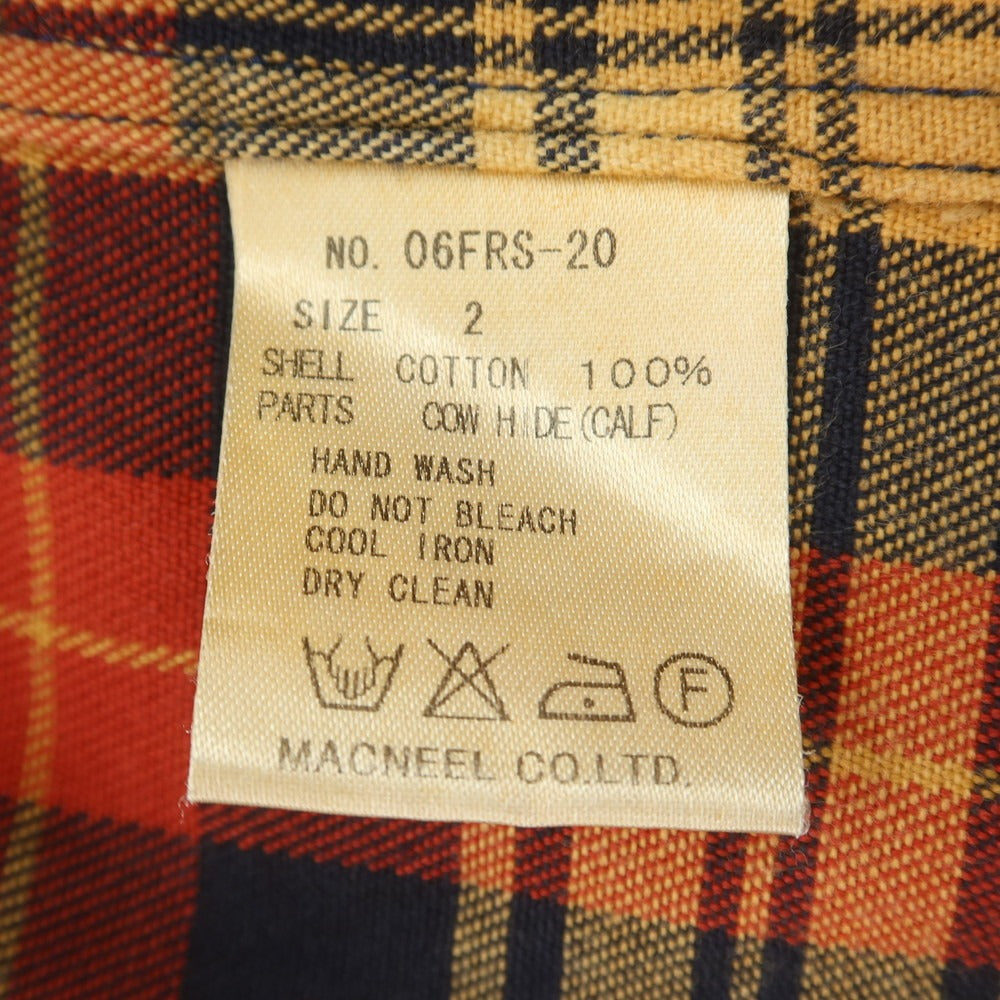 NO. 06FRS-20
SIZE 2
SHELL COTTON 100%
PARTS COW HIDE(CALF)
HAND WASH
DO NOT BLEACH
COOL IRON
DRY CLEAN
F
MACNEEL CO.LTD.